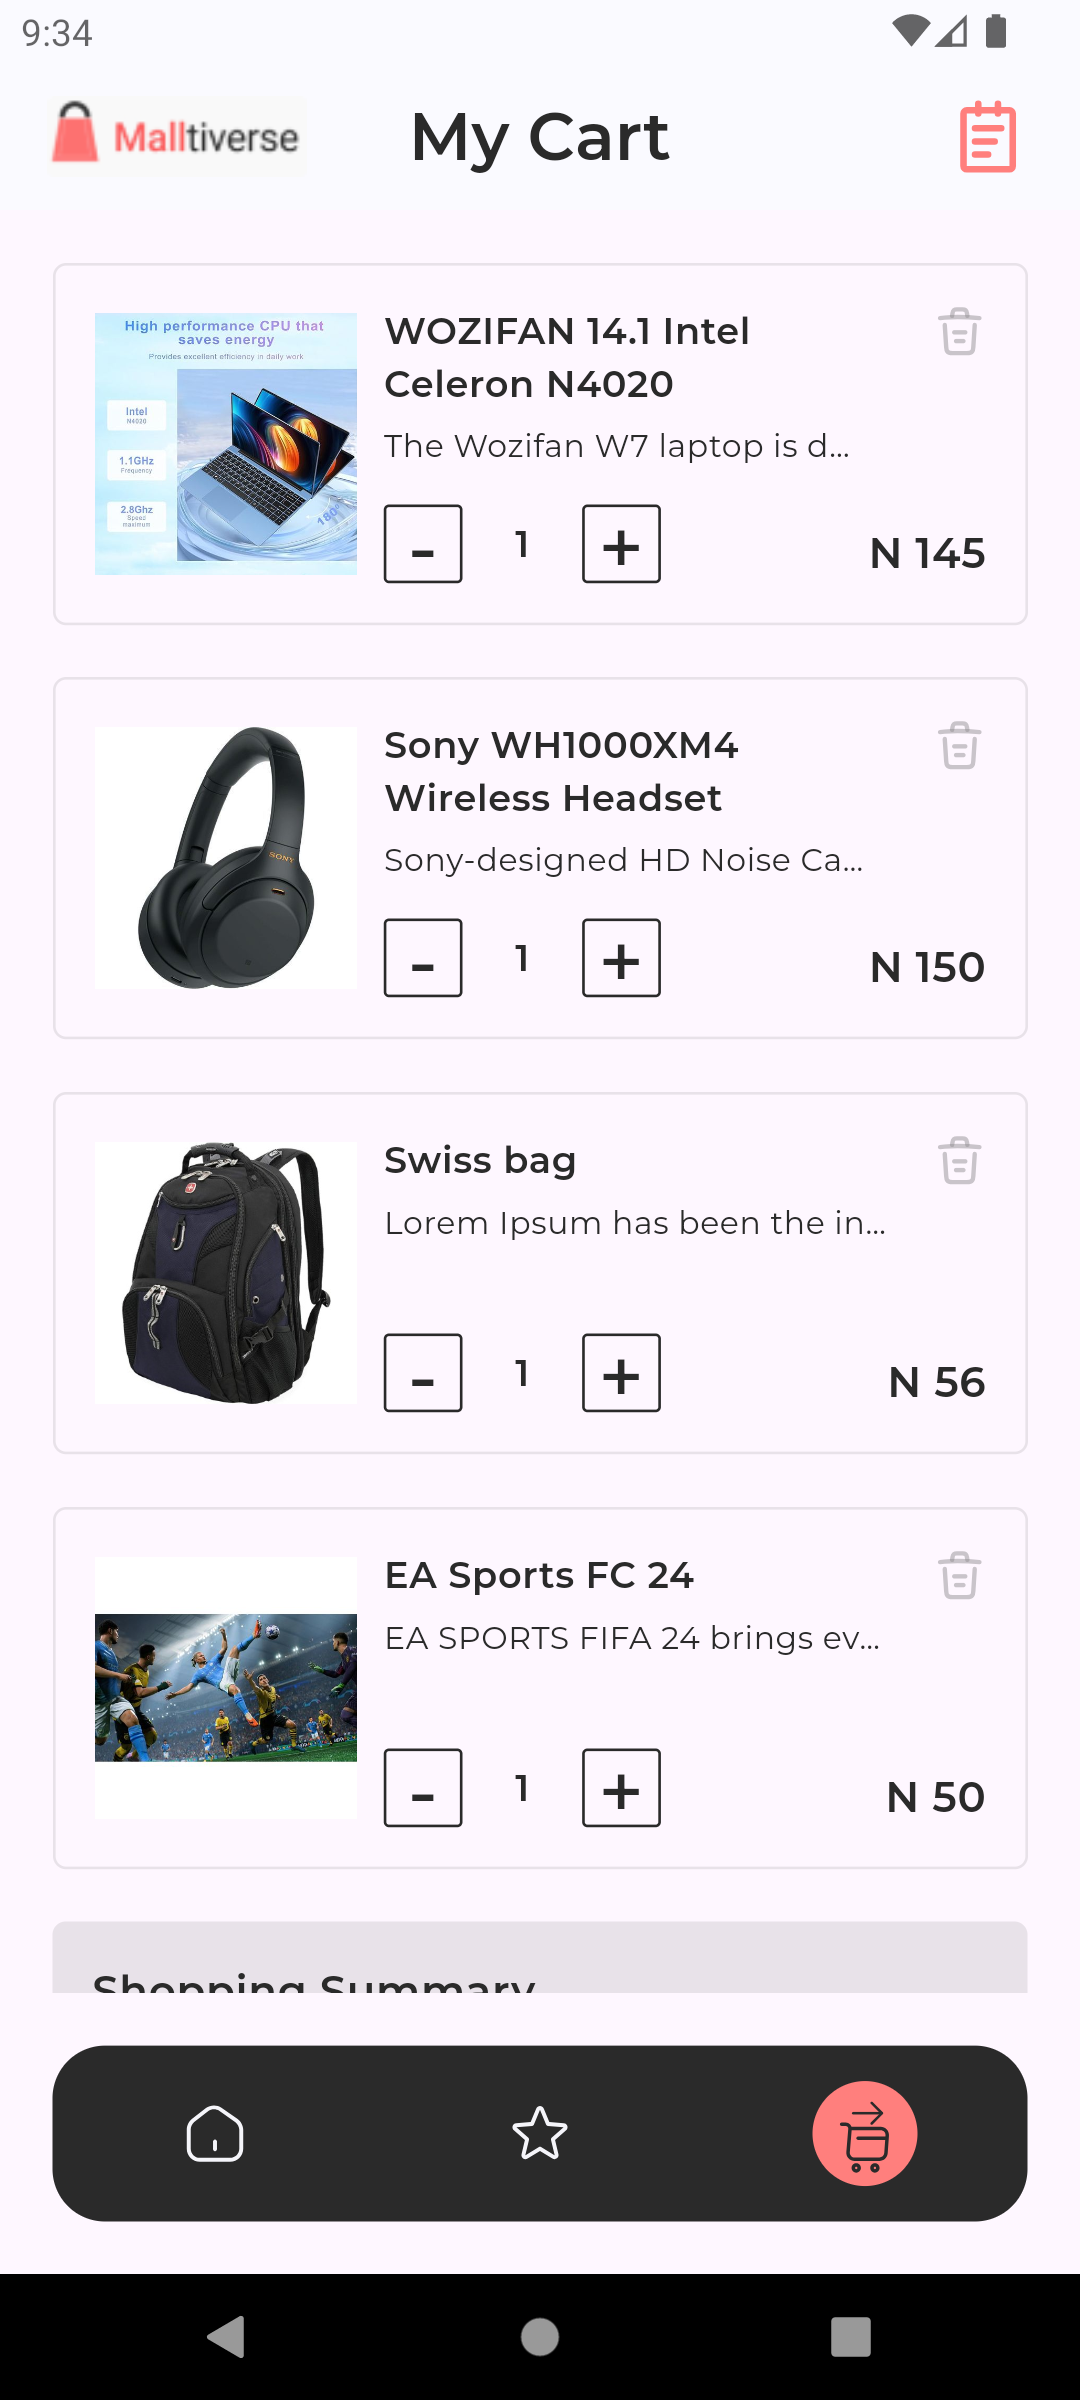 9:34
Malltiverse
My Cart
High performance CPU that
saves energy
Provides excellent efficiency in daily work
Intel
N4020
1.1GHz
Frequency
2.8Ghz
Speed
maximum
180°
WOZIFAN 14.1 Intel
Celeron N4020
The Wozifan W7 laptop is d...
- 1 +
N 145
SONY
Sony WH1000XM4
Wireless Headset
Sony-designed HD Noise Ca...
- 1 +
N 150
Swiss bag
Lorem Ipsum has been the in...
- 1 +
N 56
EA Sports FC 24
EA SPORTS FIFA 24 brings ev...
- 1 +
N 50
Shopping Summary